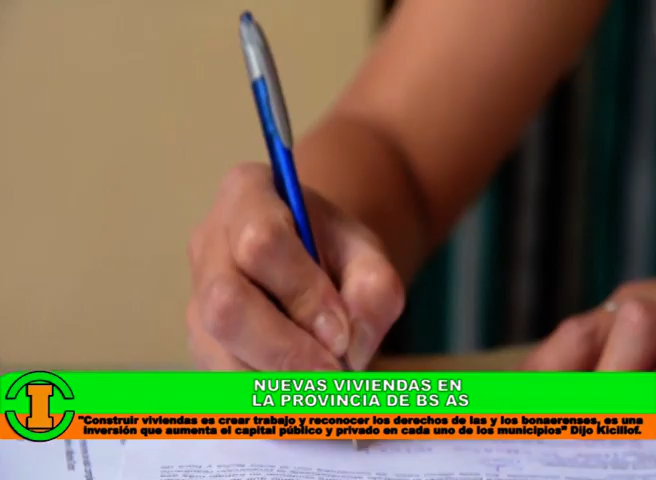 NUEVAS VIVIENDAS EN
LA PROVINCIA DE BS AS
I
"Construir viviendas es crear trabajo y reconocer los derechos de las y los bonaerenses, es una
inversión que aumenta el capital público y privado en cada uno de los municipios" Dijo Kicillof.